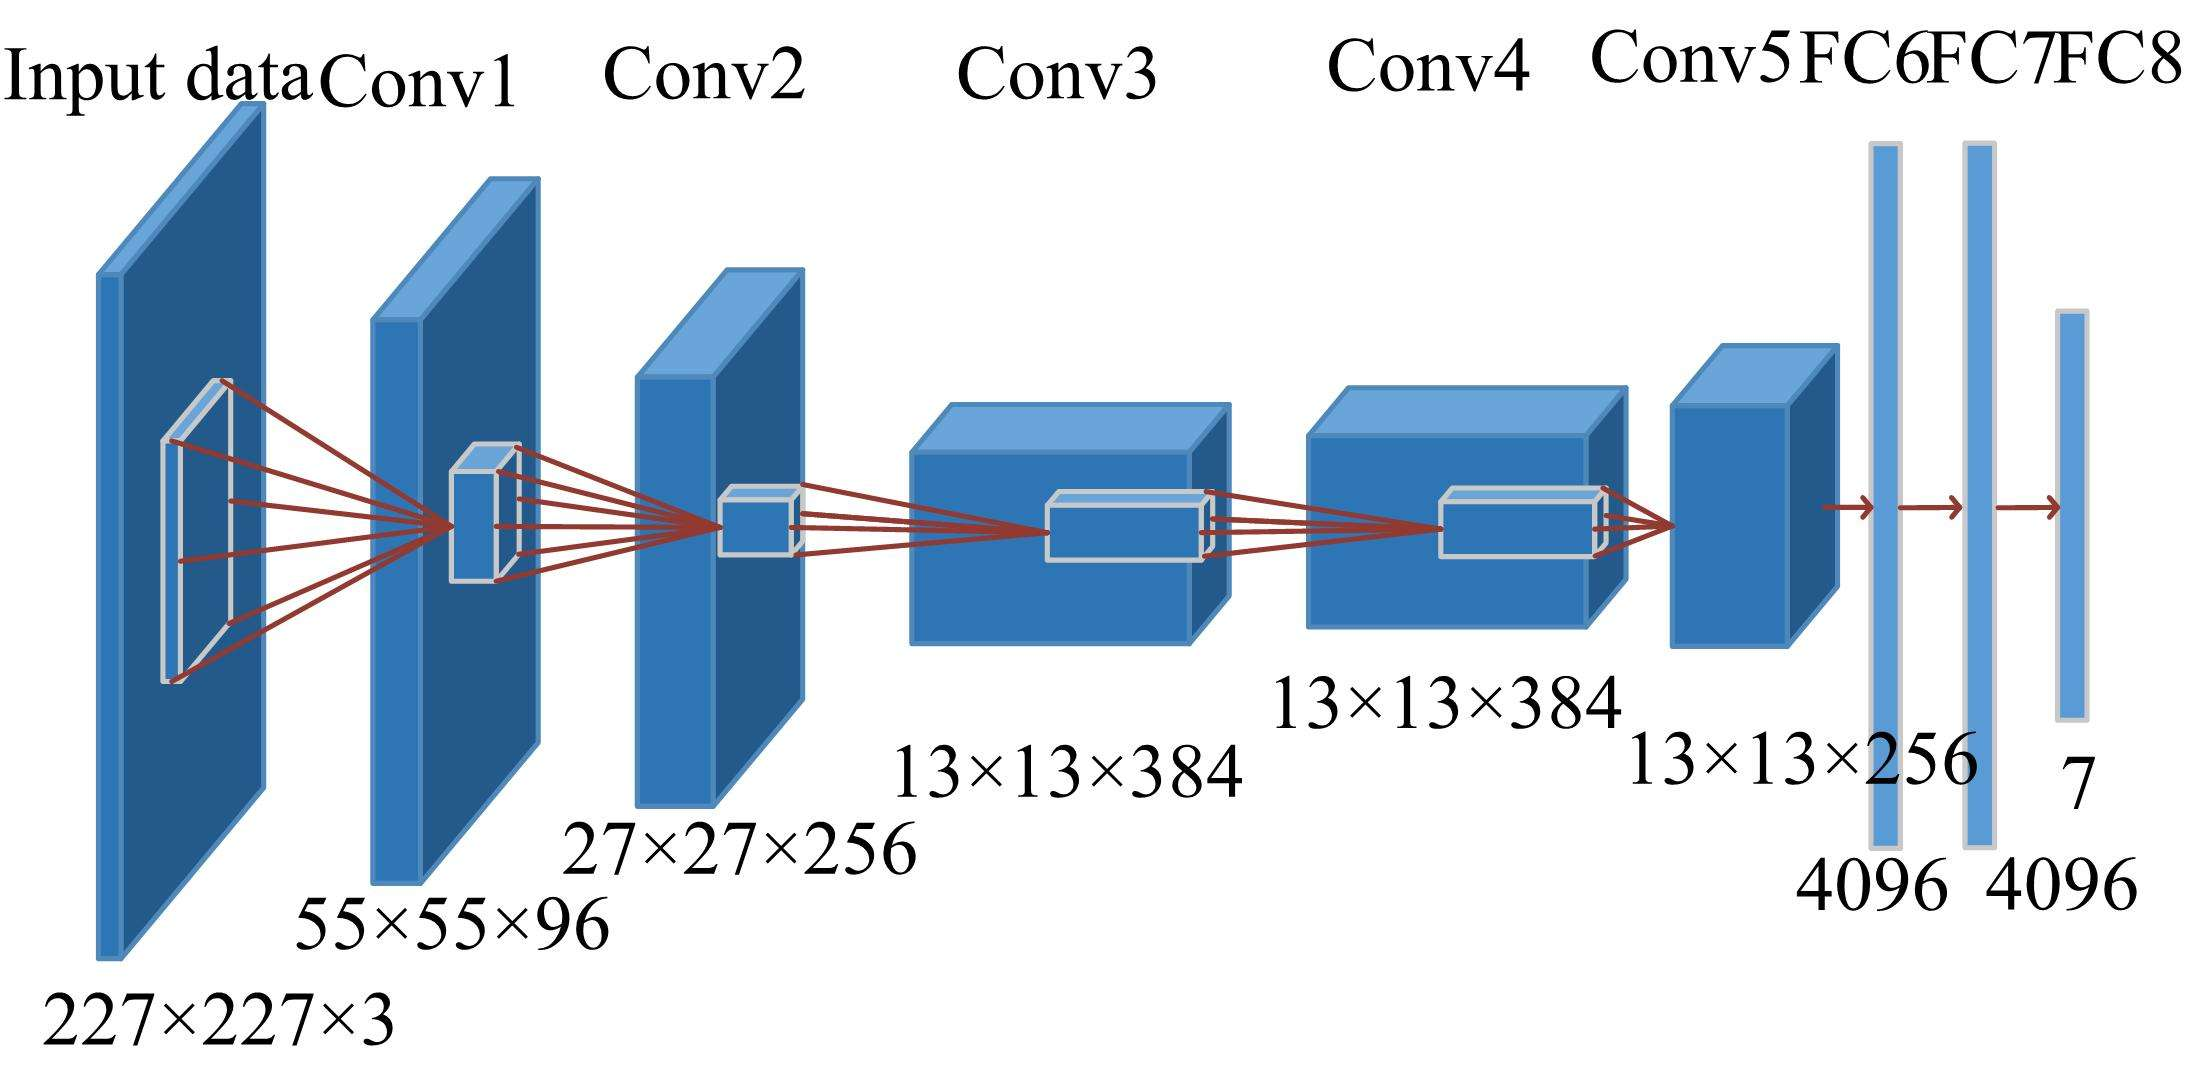 Input data
Conv1
Conv2
Conv3
Conv4
Conv5
FC6
FC7
FC8
227×227×3
55×55×96
27×27×256
13×13×384
13×13×384
13×13×256
4096
4096
7